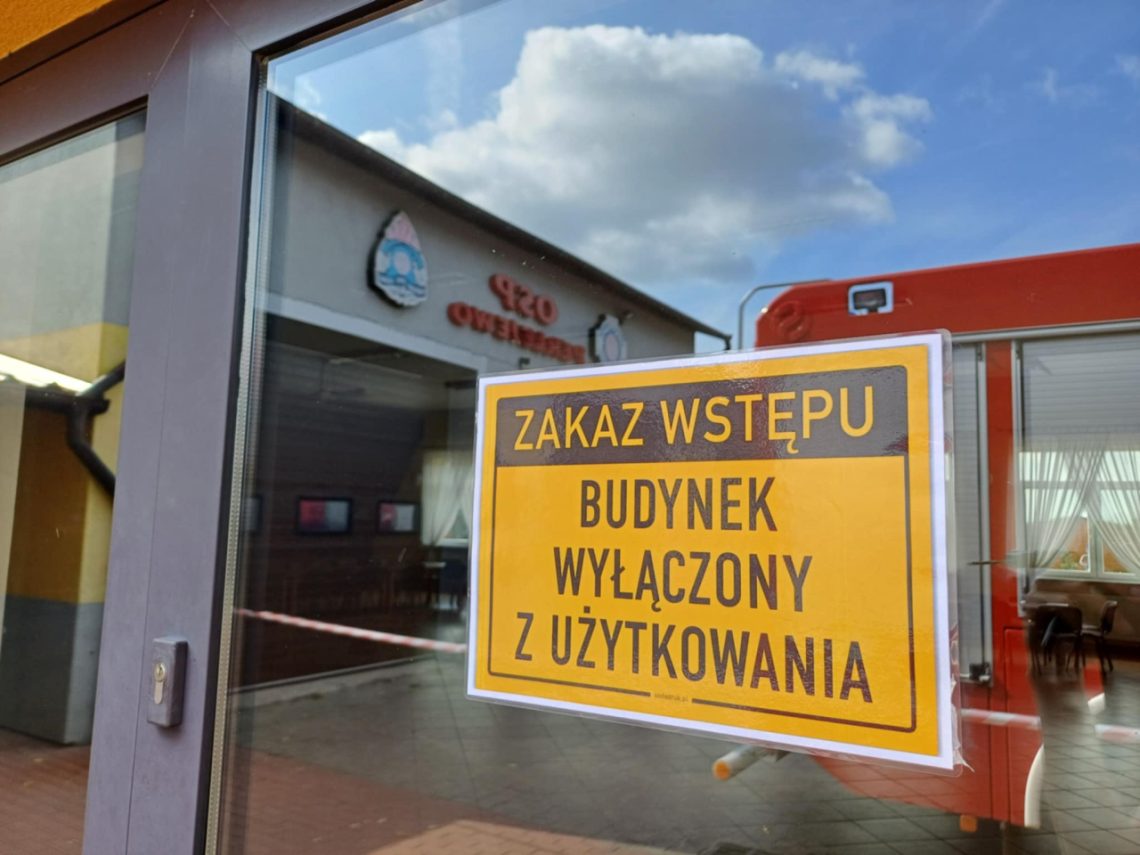 OSP
ZAKAZ WSTĘPU
BUDYNEK
WYŁĄCZONY
Z UŻYTKOWANIA